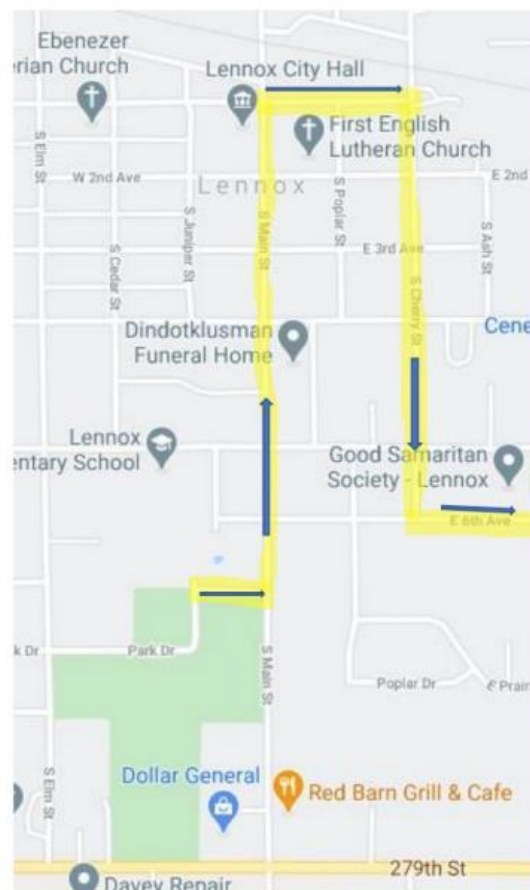 Ebenezer
erian Church
Lennox City Hall
First English
Lutheran Church
S Elm St
W 2nd Ave
Lennox
E 2nd
S Juniper St
S Main St
S Poplar St
S Cedar St
E 3rd Ave
S Ash St
S Cherry St
Dindotklusman
Funeral Home
Cene
Lennox
entary School
Good Samaritan
Society - Lennox
E 6th Ave
k Dr
Park Dr
S Main St
Poplar Dr
E Prair
S Elm St
Dollar General
Red Barn Grill & Cafe
279th St
Davey Repair